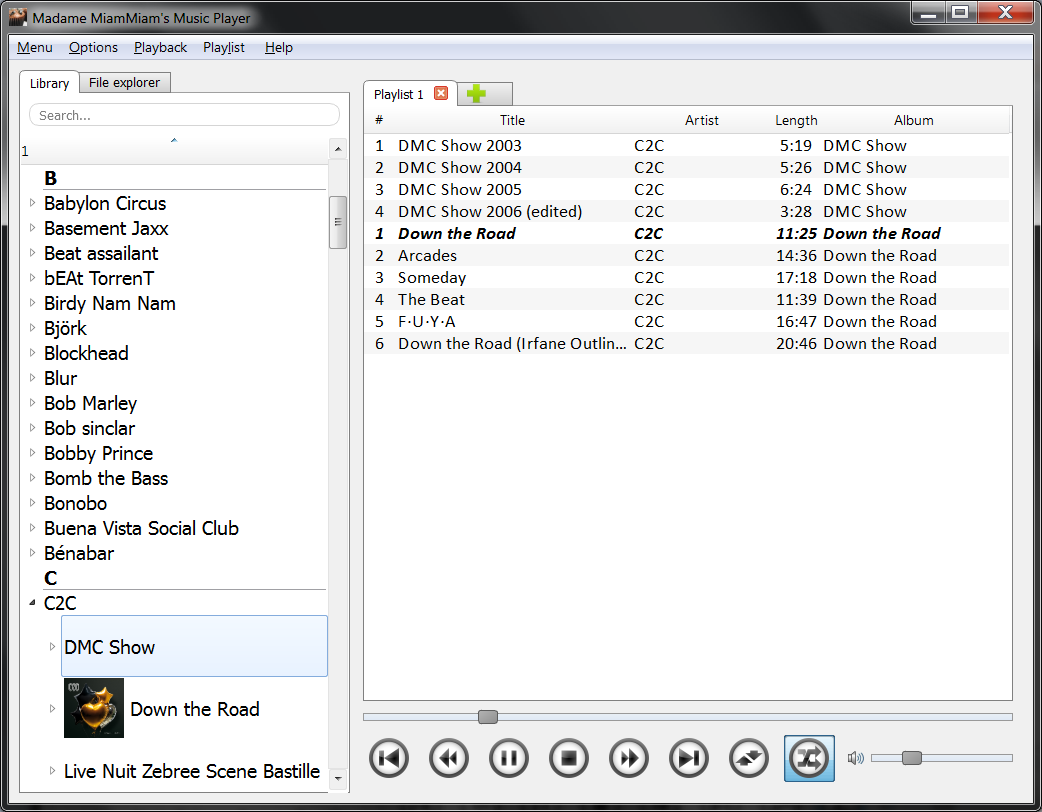 Madame MiamMiam's Music Player
Menu Options Playback Playlist Help
Library File explorer
Search...
1
B
Babylon Circus
Basement Jaxx
Beat assailant
bEAt TorrenT
Birdy Nam Nam
Björk
Blockhead
Blur
Bob Marley
Bob sinclar
Bobby Prince
Bomb the Bass
Bonobo
Buena Vista Social Club
Bénabar
C
C2C
DMC Show
Down the Road
Live Nuit Zebree Scene Bastille
Playlist 1
# Title Artist Length Album
1 DMC Show 2003 C2C 5:19 DMC Show
2 DMC Show 2004 C2C 5:26 DMC Show
3 DMC Show 2005 C2C 6:24 DMC Show
4 DMC Show 2006 (edited) C2C 3:28 DMC Show
1 Down the Road C2C 11:25 Down the Road
2 Arcades C2C 14:36 Down the Road
3 Someday C2C 17:18 Down the Road
4 The Beat C2C 11:39 Down the Road
5 F·U·Y·A C2C 16:47 Down the Road
6 Down the Road (Irfane Outlin... C2C 20:46 Down the Road